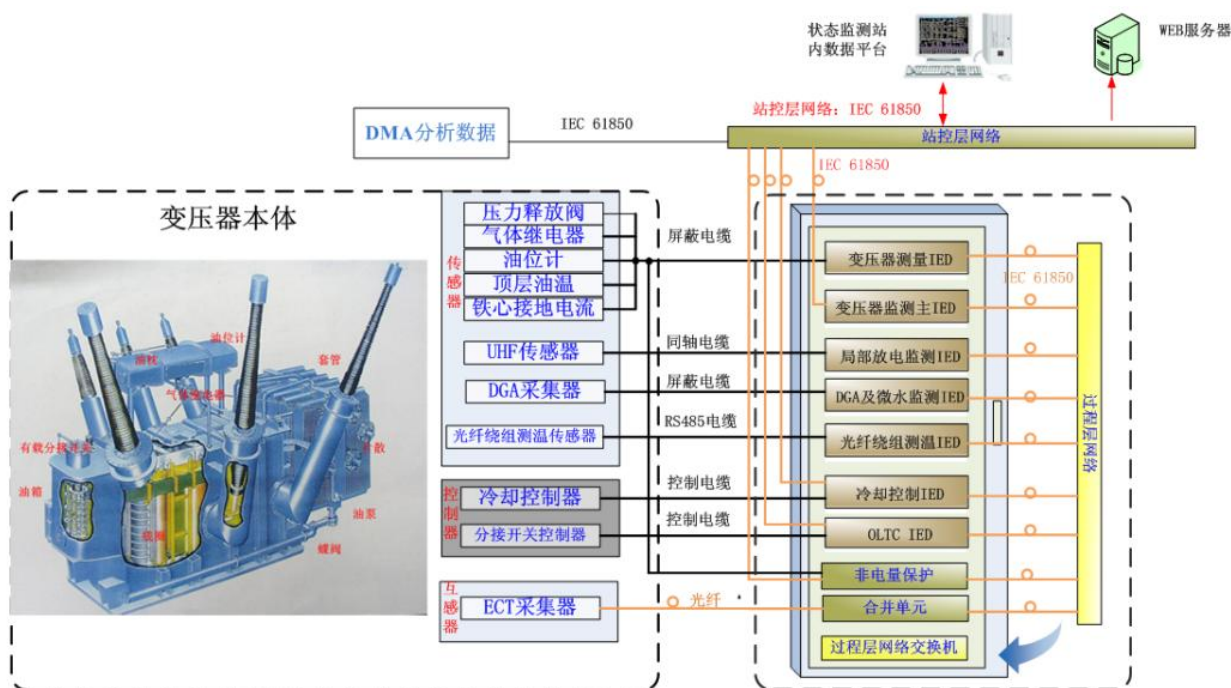 状态监测站
内数据平台
WEB服务器
站控层网络：IEC 61850
DMA分析数据
IEC 61850
站控层网络
IEC 61850
变压器本体
传感器
压力释放阀
气体继电器
油位计
顶层油温
铁心接地电流
UHF传感器
DGA采集器
光纤绕组测温传感器
屏蔽电缆
同轴电缆
屏蔽电缆
RS485电缆
控制器
冷却控制器
分接开关控制器
控制电缆
控制电缆
互感器
ECT采集器
光纤
变压器测量IED
变压器监测主IED
局部放电监测IED
DGA及微水监测IED
光纤绕组测温IED
冷却控制IED
OLTC IED
非电量保护
合并单元
过程层网络交换机
IEC 61850
过程层网络
油位计
油枕
套管
气体继电器
有载分接开关
油箱
油泵
蝶阀